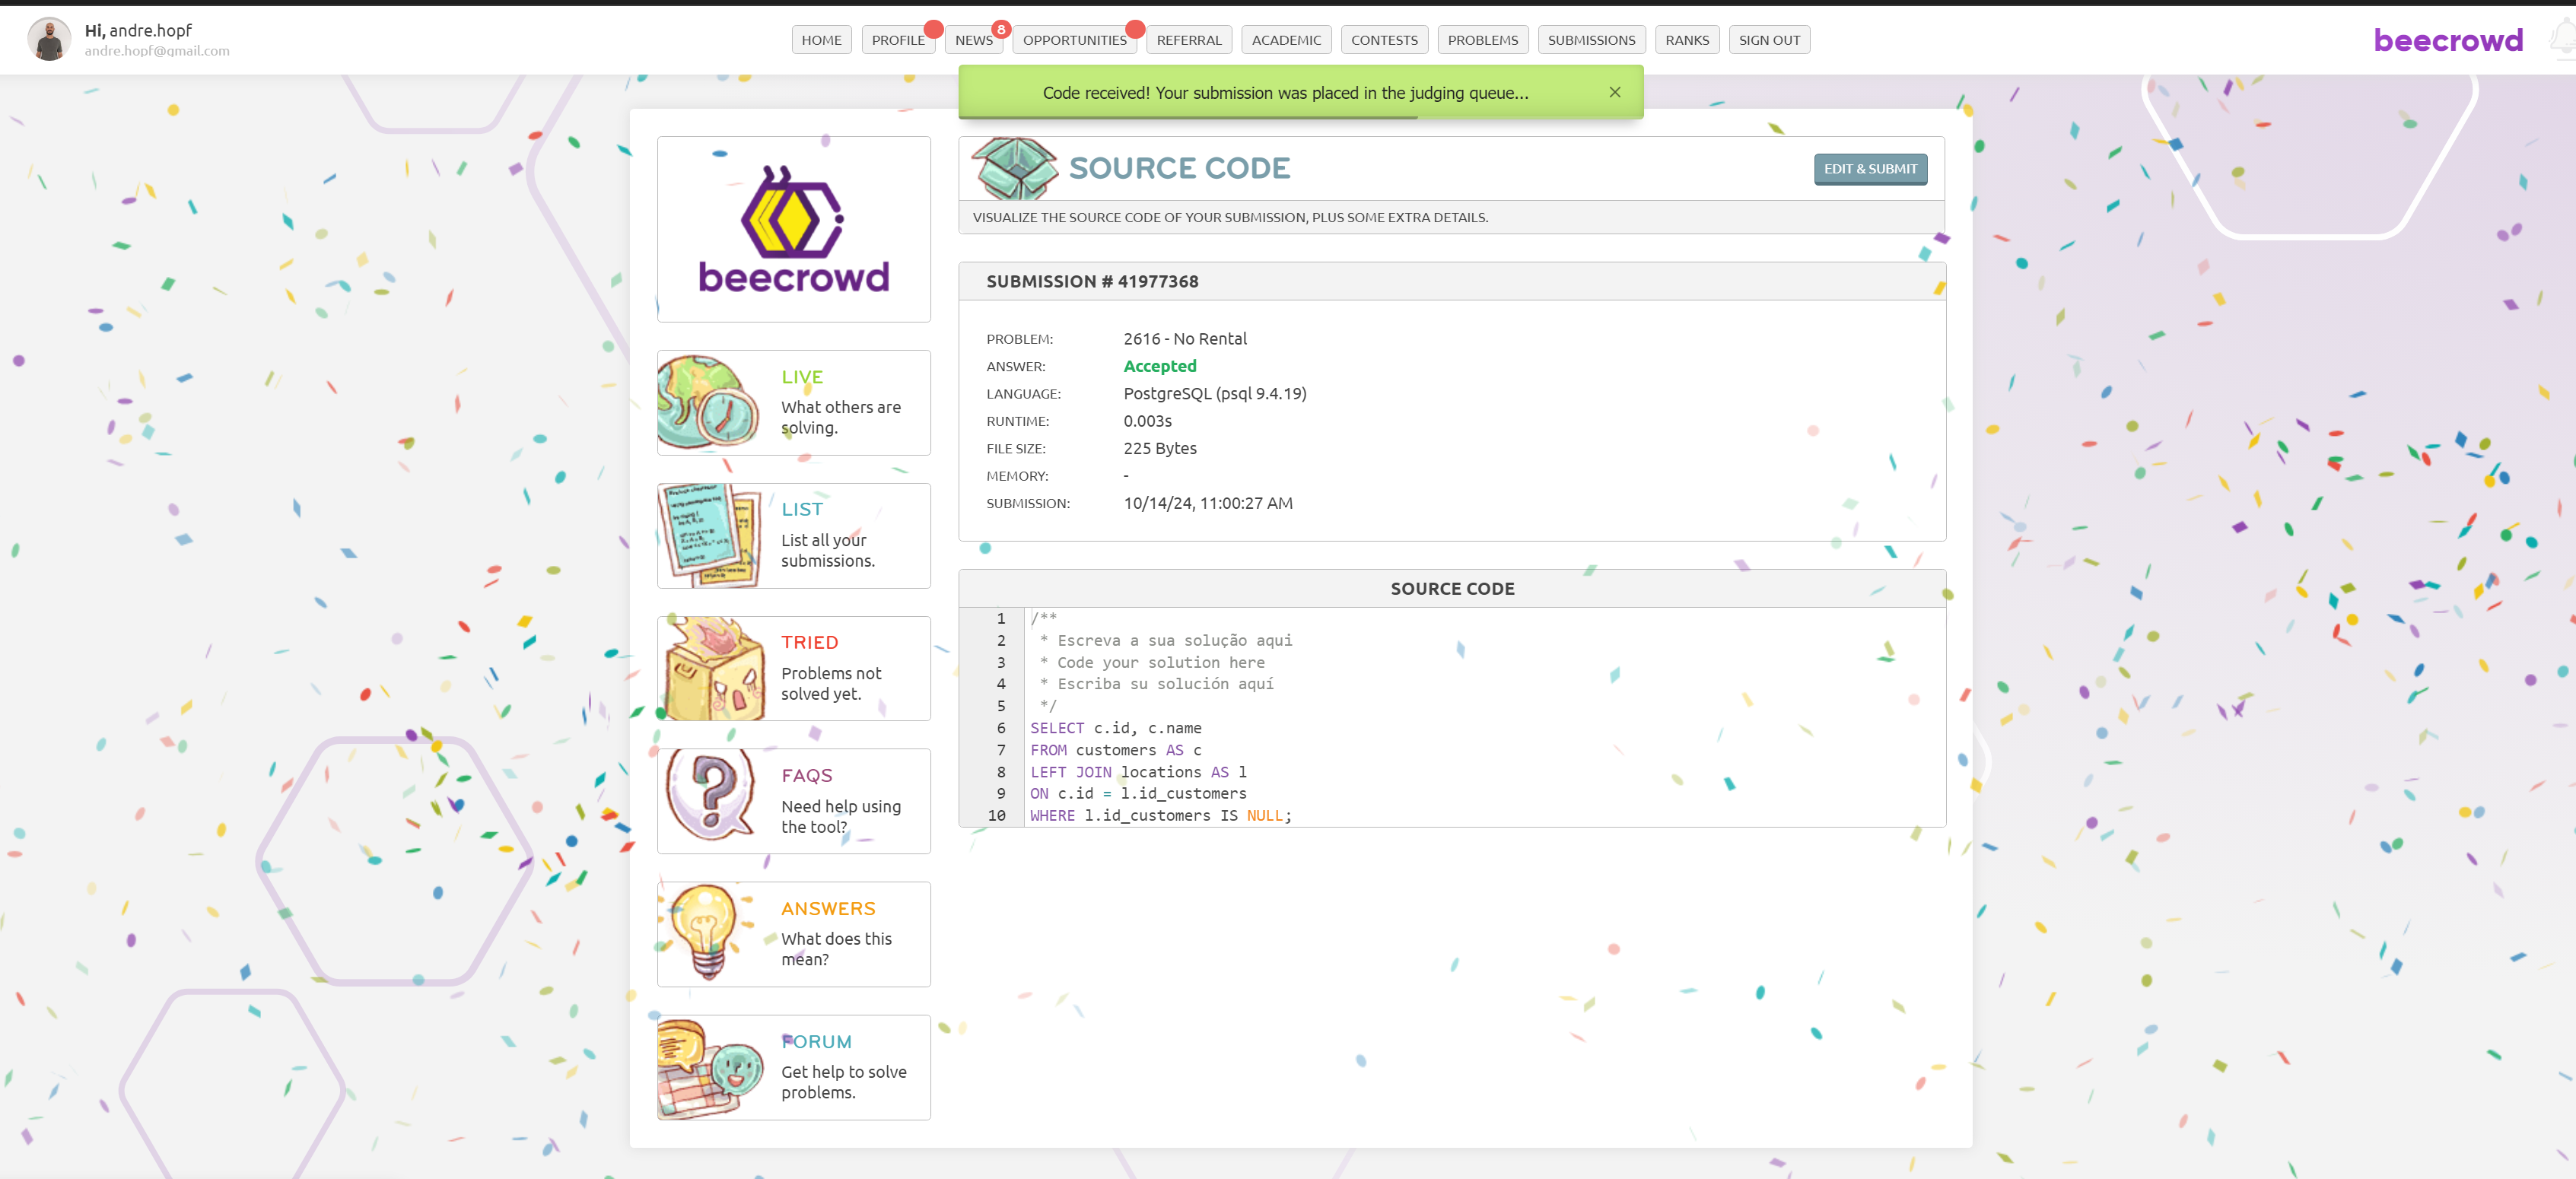 Hi, andre.hopf
andre.hopf@gmail.com
HOME
PROFILE
NEWS
8
OPPORTUNITIES
REFERRAL
ACADEMIC
CONTESTS
PROBLEMS
SUBMISSIONS
RANKS
SIGN OUT
beecrowd
Code received! Your submission was placed in the judging queue...
beecrowd
LIVE
What others are
solving.
LIST
List all your
submissions.
TRIED
Problems not
solved yet.
FAQS
Need help using
the tool?
ANSWERS
What does this
mean?
FORUM
Get help to solve
problems.
SOURCE CODE
EDIT & SUBMIT
VISUALIZE THE SOURCE CODE OF YOUR SUBMISSION, PLUS SOME EXTRA DETAILS.
SUBMISSION # 41977368
PROBLEM: 2616 - No Rental
ANSWER: Accepted
LANGUAGE: PostgreSQL (psql 9.4.19)
RUNTIME: 0.003s
FILE SIZE: 225 Bytes
MEMORY: -
SUBMISSION: 10/14/24, 11:00:27 AM
SOURCE CODE
1 /**
2 * Escreva a sua solução aqui
3 * Code your solution here
4 * Escriba su solución aquí
5 */
6 SELECT c.id, c.name
7 FROM customers AS c
8 LEFT JOIN locations AS l
9 ON c.id = l.id_customers
10 WHERE l.id_customers IS NULL;